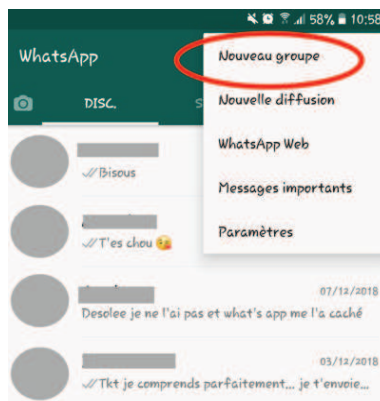 58% 10:58
WhatsApp
Nouveau groupe
DISC.
S
Nouvelle diffusion
WhatsApp Web
Messages importants
Paramètres
Bisous
T'es chou
07/12/2018
Desolee je ne l'ai pas et what's app me l'a caché
03/12/2018
Tkt je comprends parfaitement... je t'envoie...